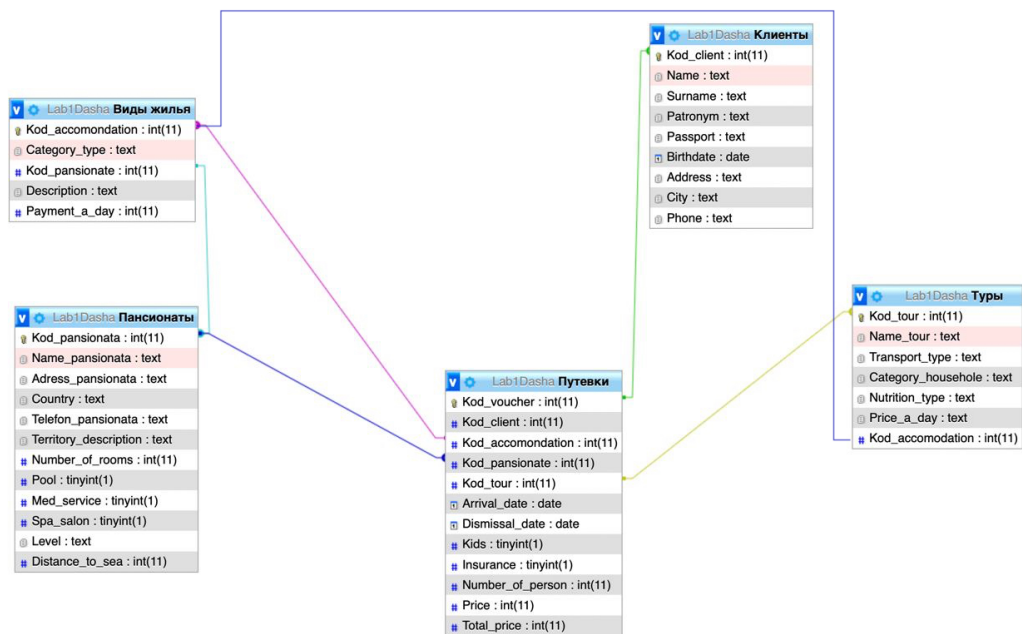 Lab1Dasha Клиенты
Kod_client : int(11)
Name : text
Surname : text
Patronym : text
Passport : text
Birthdate : date
Address : text
City : text
Phone : text
Lab1Dasha Виды жилья
Kod_accomondation : int(11)
Category_type : text
Kod_pansionate : int(11)
Description : text
Payment_a_day : int(11)
Lab1Dasha Туры
Kod_tour : int(11)
Name_tour : text
Transport_type : text
Category_househole : text
Nutrition_type : text
Price_a_day : text
Kod_accomodation : int(11)
Lab1Dasha Пансионаты
Kod_pansionata : int(11)
Name_pansionata : text
Adress_pansionata : text
Country : text
Telefon_pansionata : text
Territory_description : text
Number_of_rooms : int(11)
Pool : tinyint(1)
Med_service : tinyint(1)
Spa_salon : tinyint(1)
Level : text
Distance_to_sea : int(11)
Lab1Dasha Путевки
Kod_voucher : int(11)
Kod_client : int(11)
Kod_accomondation : int(11)
Kod_pansionate : int(11)
Kod_tour : int(11)
Arrival_date : date
Dismissal_date : date
Kids : tinyint(1)
Insurance : tinyint(1)
Number_of_person : int(11)
Price : int(11)
Total_price : int(11)